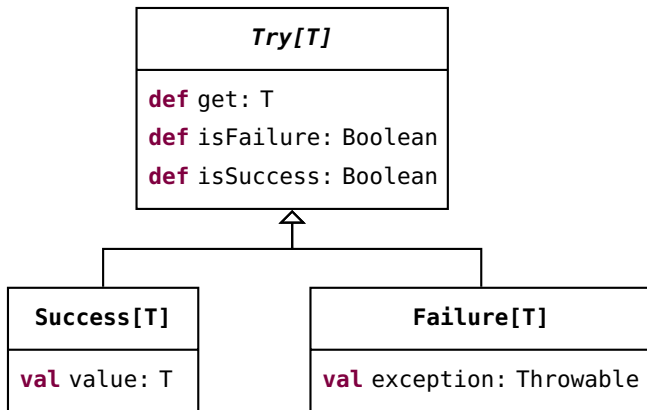 Try[T]
def get: T
def isFailure: Boolean
def isSuccess: Boolean
Success[T]
val value: T
Failure[T]
val exception: Throwable